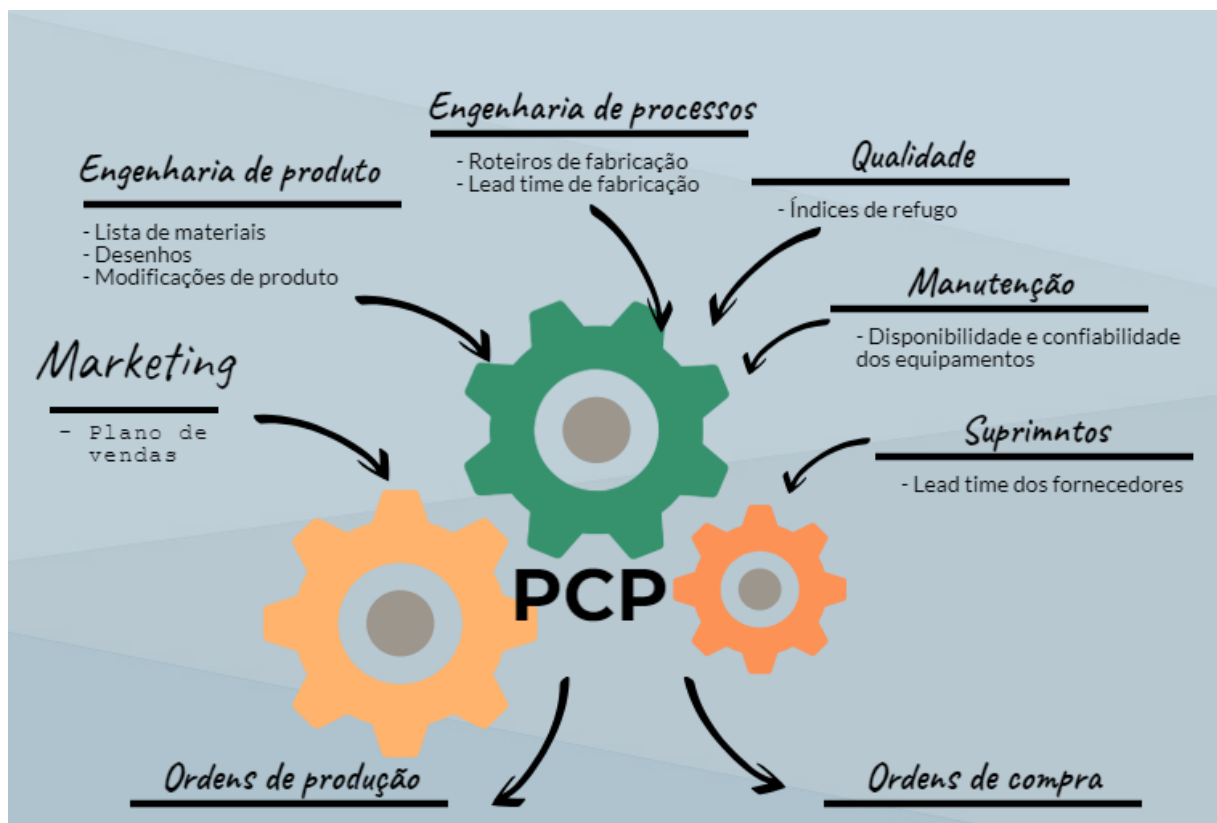 Engenharia de processos
- Roteiros de fabricação
- Lead time de fabricação
Qualidade
- Índices de refugo
Engenharia de produto
- Lista de materiais
- Desenhos
- Modificações de produto
Manutenção
- Disponibilidade e confiabilidade
dos equipamentos
Marketing
- Plano de
vendas
Suprimntos
- Lead time dos fornecedores
PCP
Ordens de produção
Ordens de compra